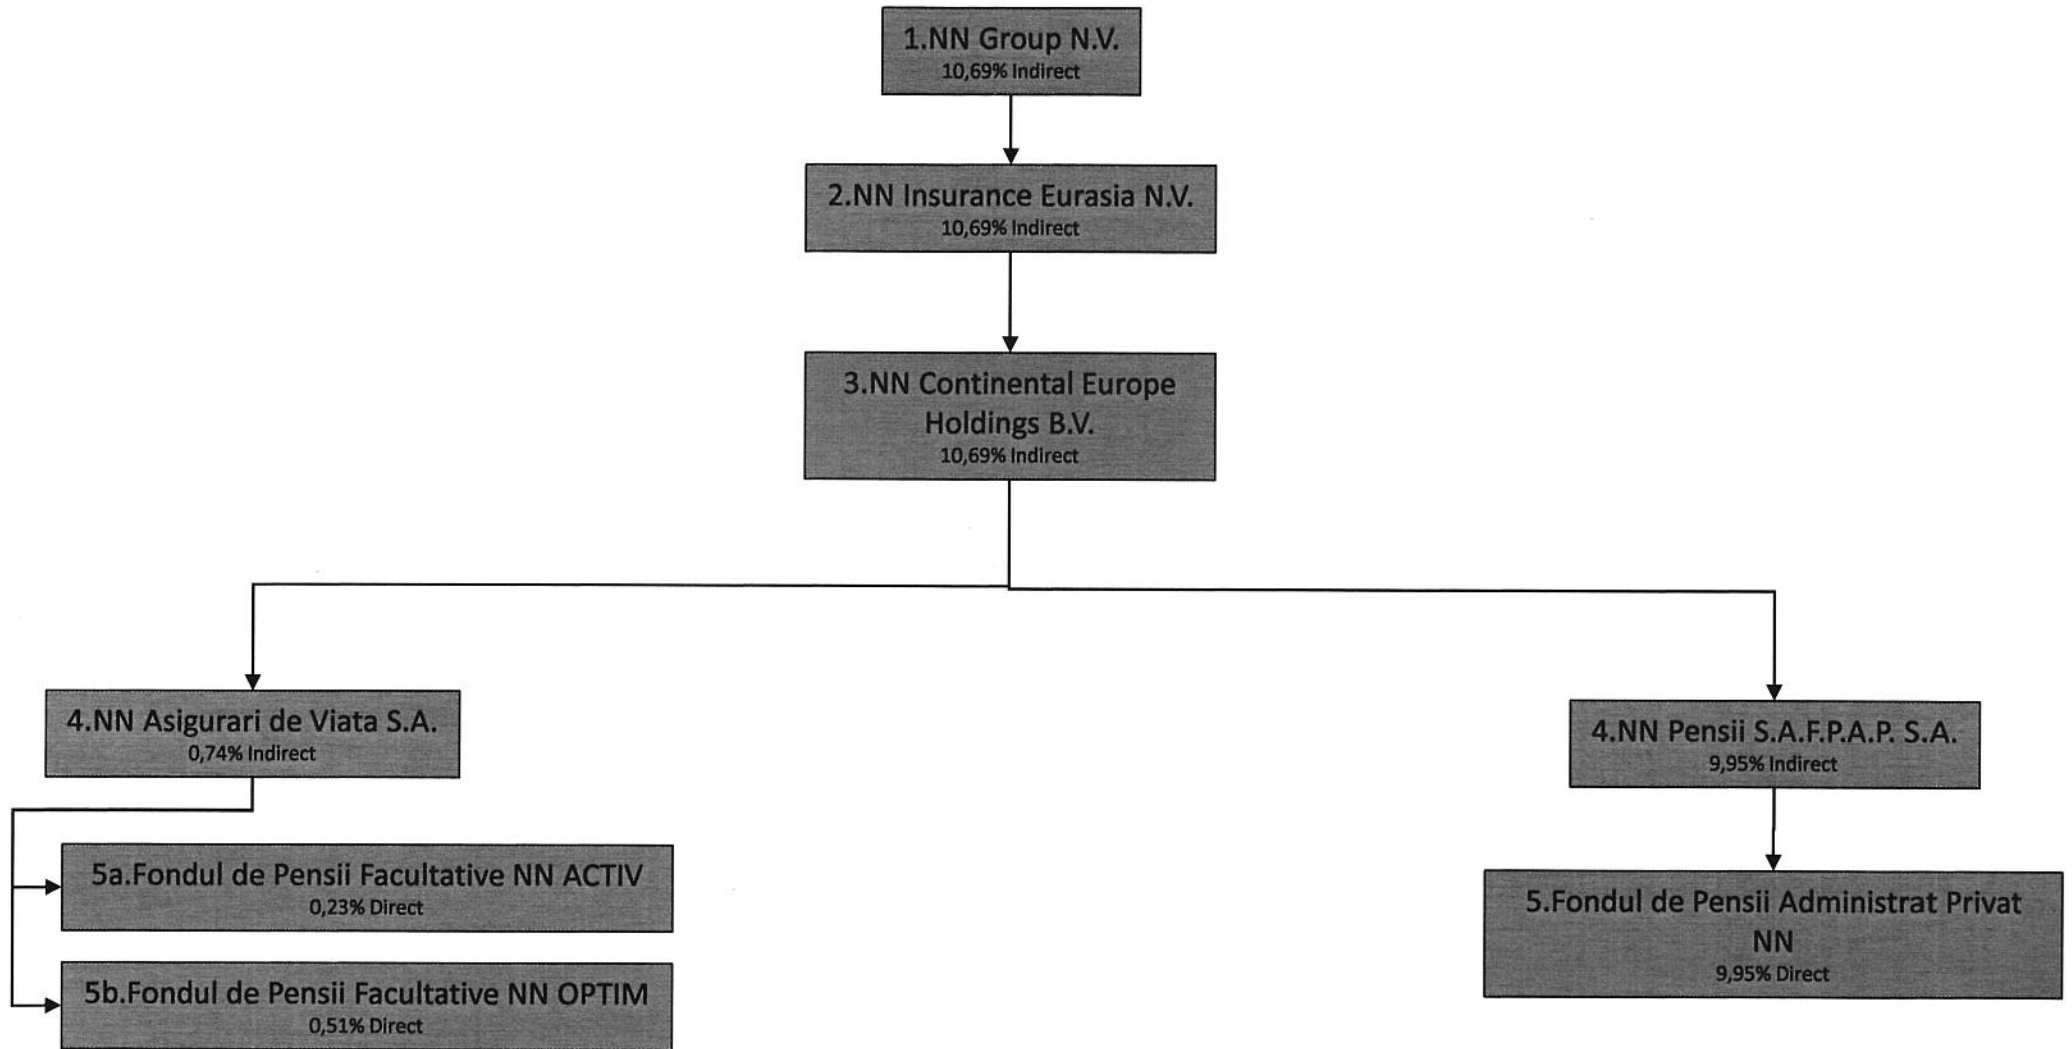 1.NN Group N.V.
10,69% Indirect
2.NN Insurance Eurasia N.V.
10,69% Indirect
3.NN Continental Europe
Holdings B.V.
10,69% Indirect
4.NN Asigurari de Viata S.A.
0,74% Indirect
4.NN Pensii S.A.F.P.A.P. S.A.
9,95% Indirect
5a.Fondul de Pensii Facultative NN ACTIV
0,23% Direct
5b.Fondul de Pensii Facultative NN OPTIM
0,51% Direct
5.Fondul de Pensii Administrat Privat
NN
9,95% Direct